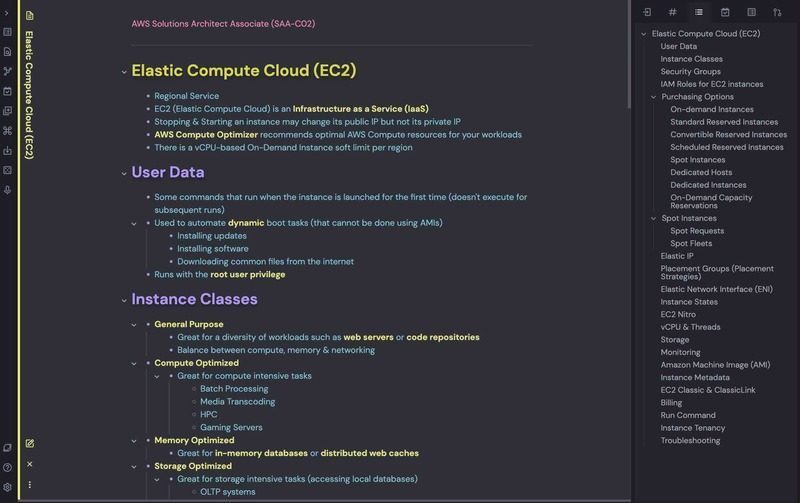 Elastic Compute Cloud (EC2)
AWS Solutions Architect Associate (SAA-C02)
Elastic Compute Cloud (EC2)
Regional Service
EC2 (Elastic Compute Cloud) is an Infrastructure as a Service (IaaS)
Stopping & Starting an instance may change its public IP but not its private IP
AWS Compute Optimizer recommends optimal AWS Compute resources for your workloads
There is a vCPU-based On-Demand Instance soft limit per region
User Data
Some commands that run when the instance is launched for the first time (doesn't execute for
subsequent runs)
Used to automate dynamic boot tasks (that cannot be done using AMIs)
Installing updates
Installing software
Downloading common files from the internet
Runs with the root user privilege
Instance Classes
General Purpose
Great for a diversity of workloads such as web servers or code repositories
Balance between compute, memory & networking
Compute Optimized
Great for compute intensive tasks
Batch Processing
Media Transcoding
HPC
Gaming Servers
Memory Optimized
Great for in-memory databases or distributed web caches
Storage Optimized
Great for storage intensive tasks (accessing local databases)
OLTP systems
Elastic Compute Cloud (EC2)
User Data
Instance Classes
Security Groups
IAM Roles for EC2 instances
Purchasing Options
On-demand Instances
Standard Reserved Instances
Convertible Reserved Instances
Scheduled Reserved Instances
Spot Instances
Dedicated Hosts
Dedicated Instances
On-Demand Capacity
Reservations
Spot Instances
Spot Requests
Spot Fleets
Elastic IP
Placement Groups (Placement
Strategies)
Elastic Network Interface (ENI)
Instance States
EC2 Nitro
vCPU & Threads
Storage
Monitoring
Amazon Machine Image (AMI)
Instance Metadata
EC2 Classic & ClassicLink
Billing
Run Command
Instance Tenancy
Troubleshooting